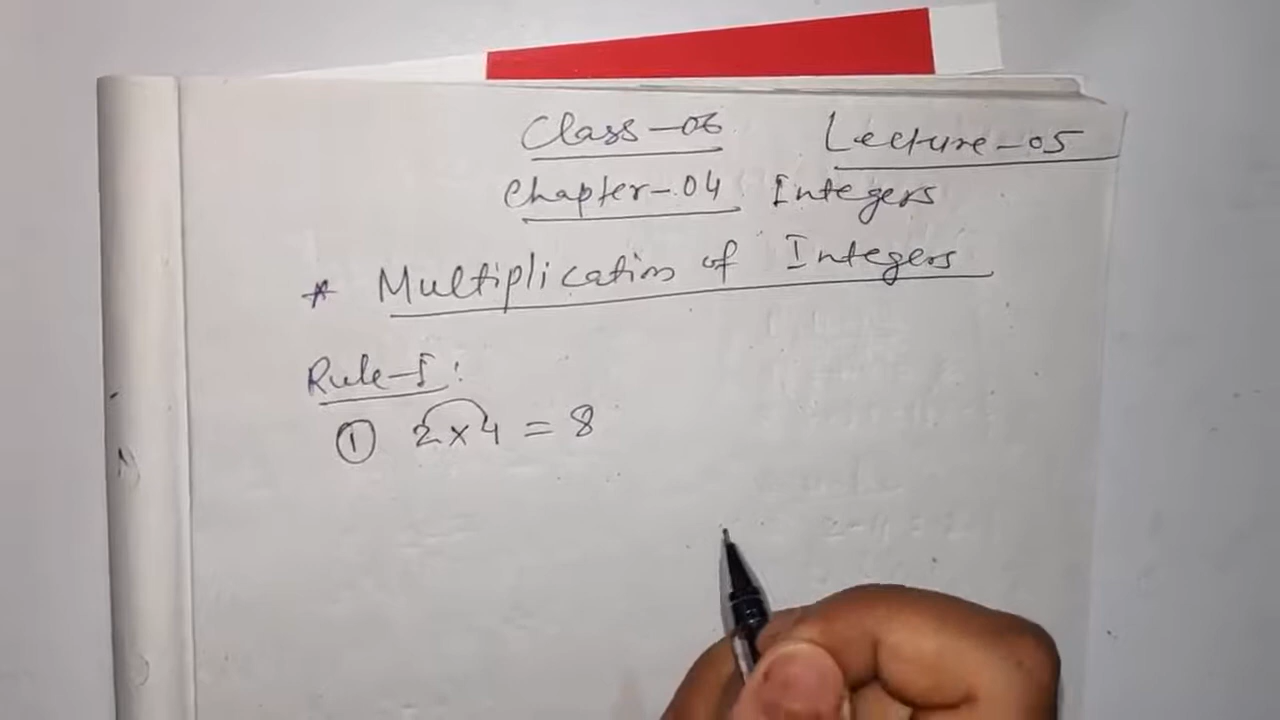 Class-06 Lecture-05
Chapter-04 Integers
* Multiplication of Integers
Rule-I:
① 2×4 = 8